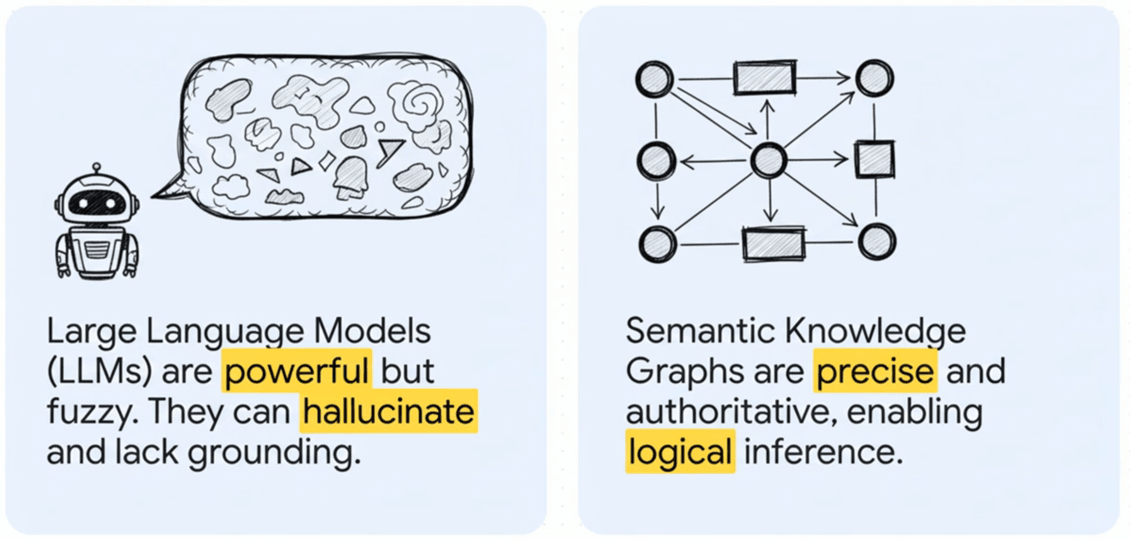 Large Language Models
(LLMs) are powerful but
fuzzy. They can hallucinate
and lack grounding.
Semantic Knowledge
Graphs are precise and
authoritative, enabling
logical inference.